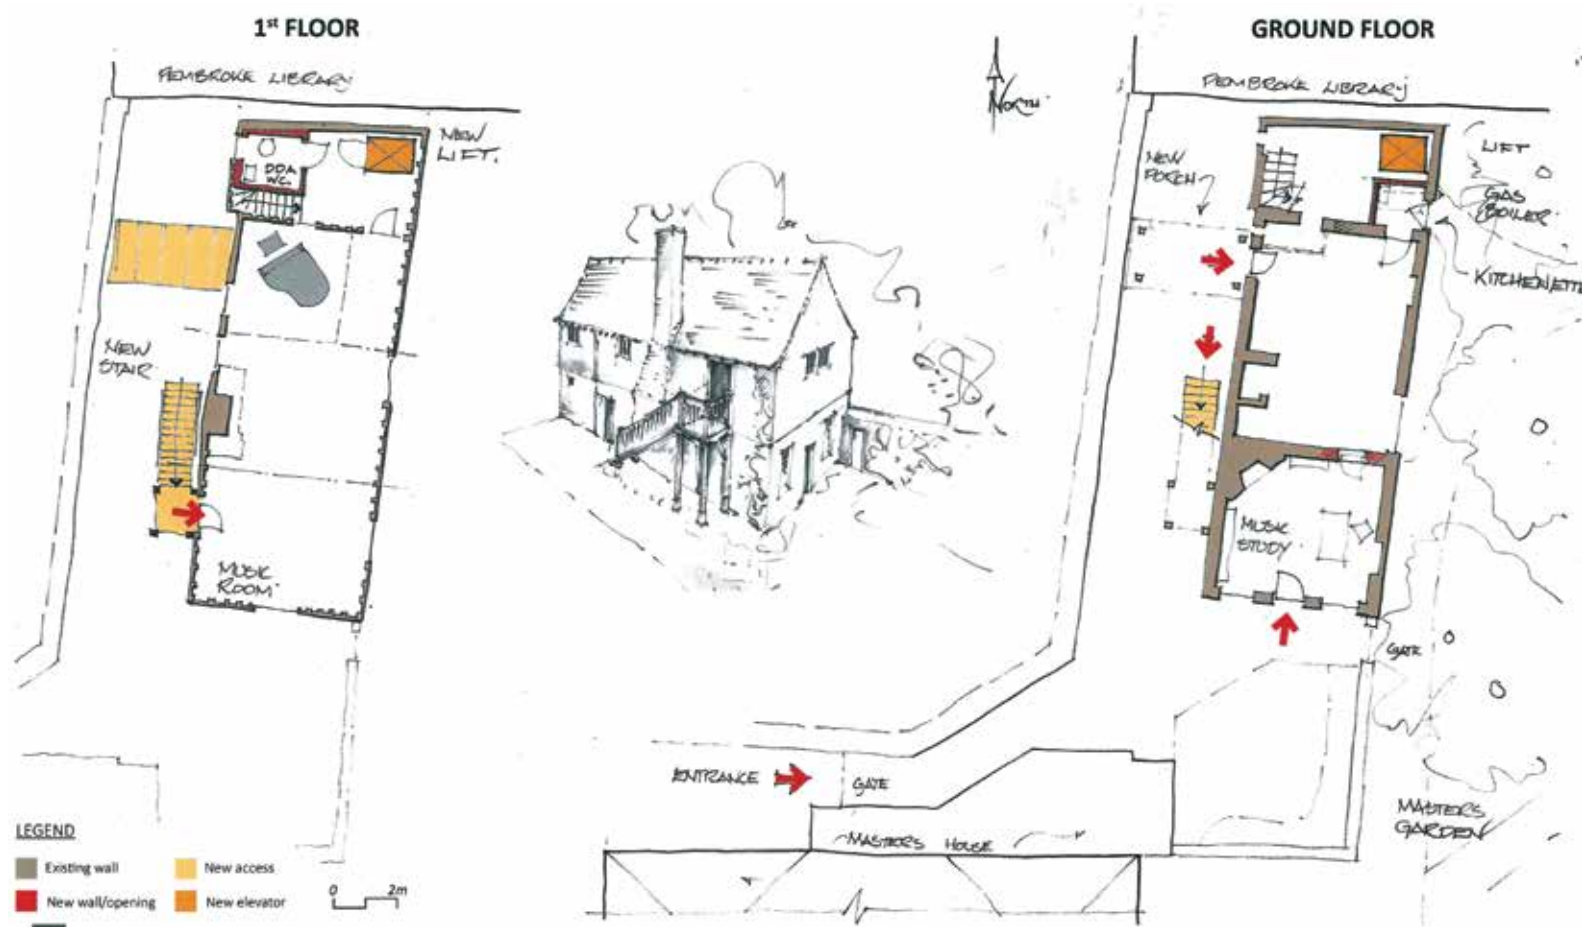 1st FLOOR
PEMBROKE LIBRARY
NEW
LIFT.
DDA
WC.
NEW
STAIR
MUSIC
ROOM
NORTH
GROUND FLOOR
PEMBROKE LIBRARY
NEW
PORCH
LIFT
GAS
BOILER
KITCHENETTE
MUSIC
STUDY
GATE
ENTRANCE
GATE
MASTERS HOUSE
MASTERS
GARDEN
LEGEND
Existing wall
New access
New wall/opening
New elevator
0 2m